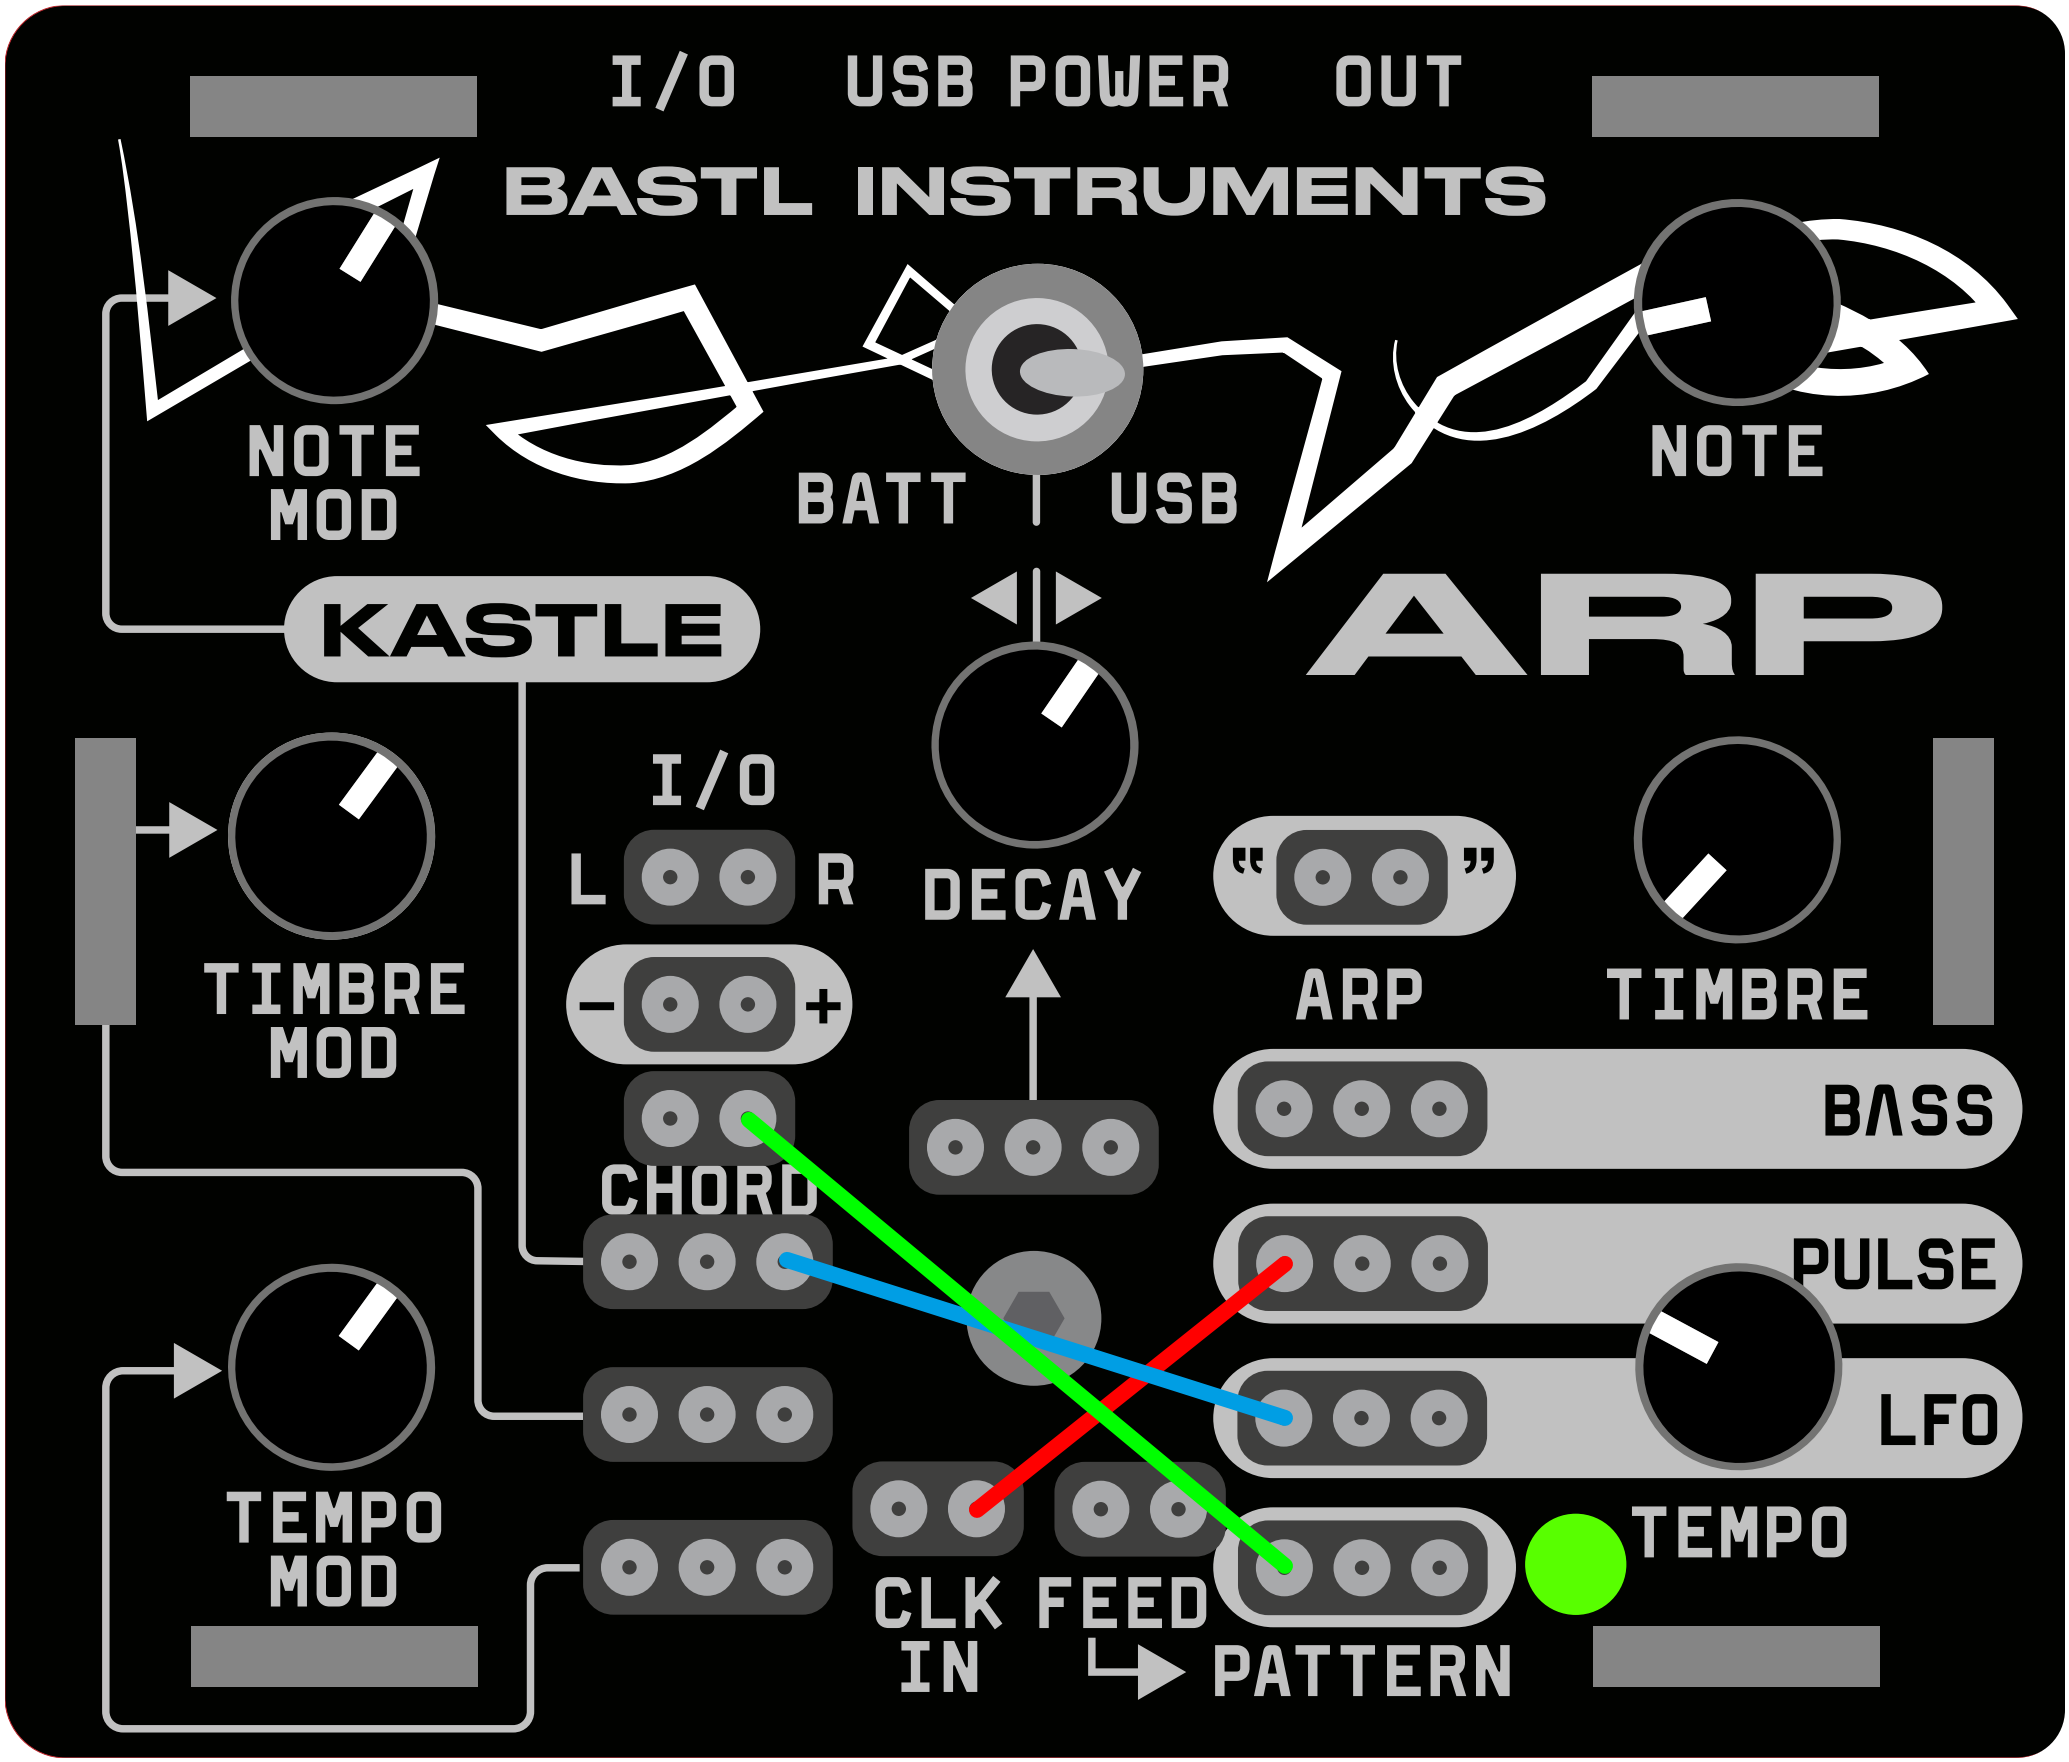 I/O USB POWER OUT
BASTL INSTRUMENTS
NOTE
MOD
NOTE
BATT USB
KASTLE
ARP
I/O
L R
DECAY
" "
- +
TIMBRE
MOD
ARP
TIMBRE
BASS
CHORD
PULSE
LFO
TEMPO
MOD
TEMPO
CLK
IN
FEED
PATTERN